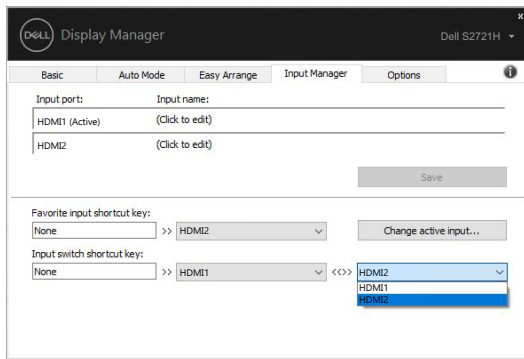 x
DELL Display Manager Dell S2721H
Basic Auto Mode Easy Arrange Input Manager Options i
Input port: Input name:
HDMI1 (Active) (Click to edit)
HDMI2 (Click to edit)
Save
Favorite input shortcut key:
None >> HDMI2 Change active input...
Input switch shortcut key:
None >> HDMI1 <<>> HDMI2
HDMI1
HDMI2